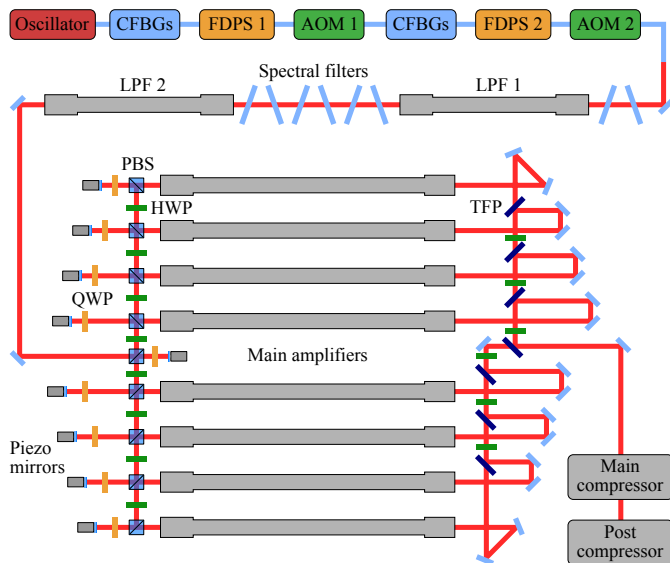 Oscillator CFBGs FDPS 1 AOM 1 CFBGs FDPS 2 AOM 2
LPF 2 Spectral filters LPF 1
PBS
HWP TFP
QWP
Main amplifiers
Piezo
mirrors
Main
compressor
Post
compressor